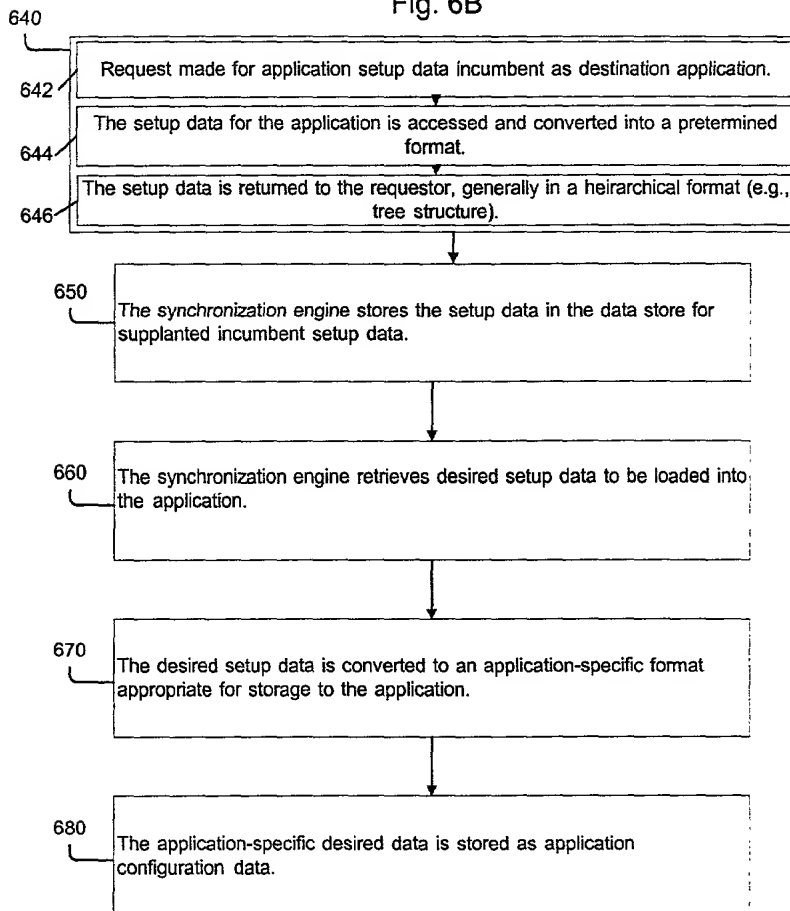 Fig. 6B
640
642
Request made for application setup data incumbent as destination application.
644
The setup data for the application is accessed and converted into a pretermined
format.
646
The setup data is returned to the requestor, generally in a heirarchical format (e.g.,
tree structure).
650
The synchronization engine stores the setup data in the data store for
supplanted incumbent setup data.
660
The synchronization engine retrieves desired setup data to be loaded into
the application.
670
The desired setup data is converted to an application-specific format
appropriate for storage to the application.
680
The application-specific desired data is stored as application
configuration data.